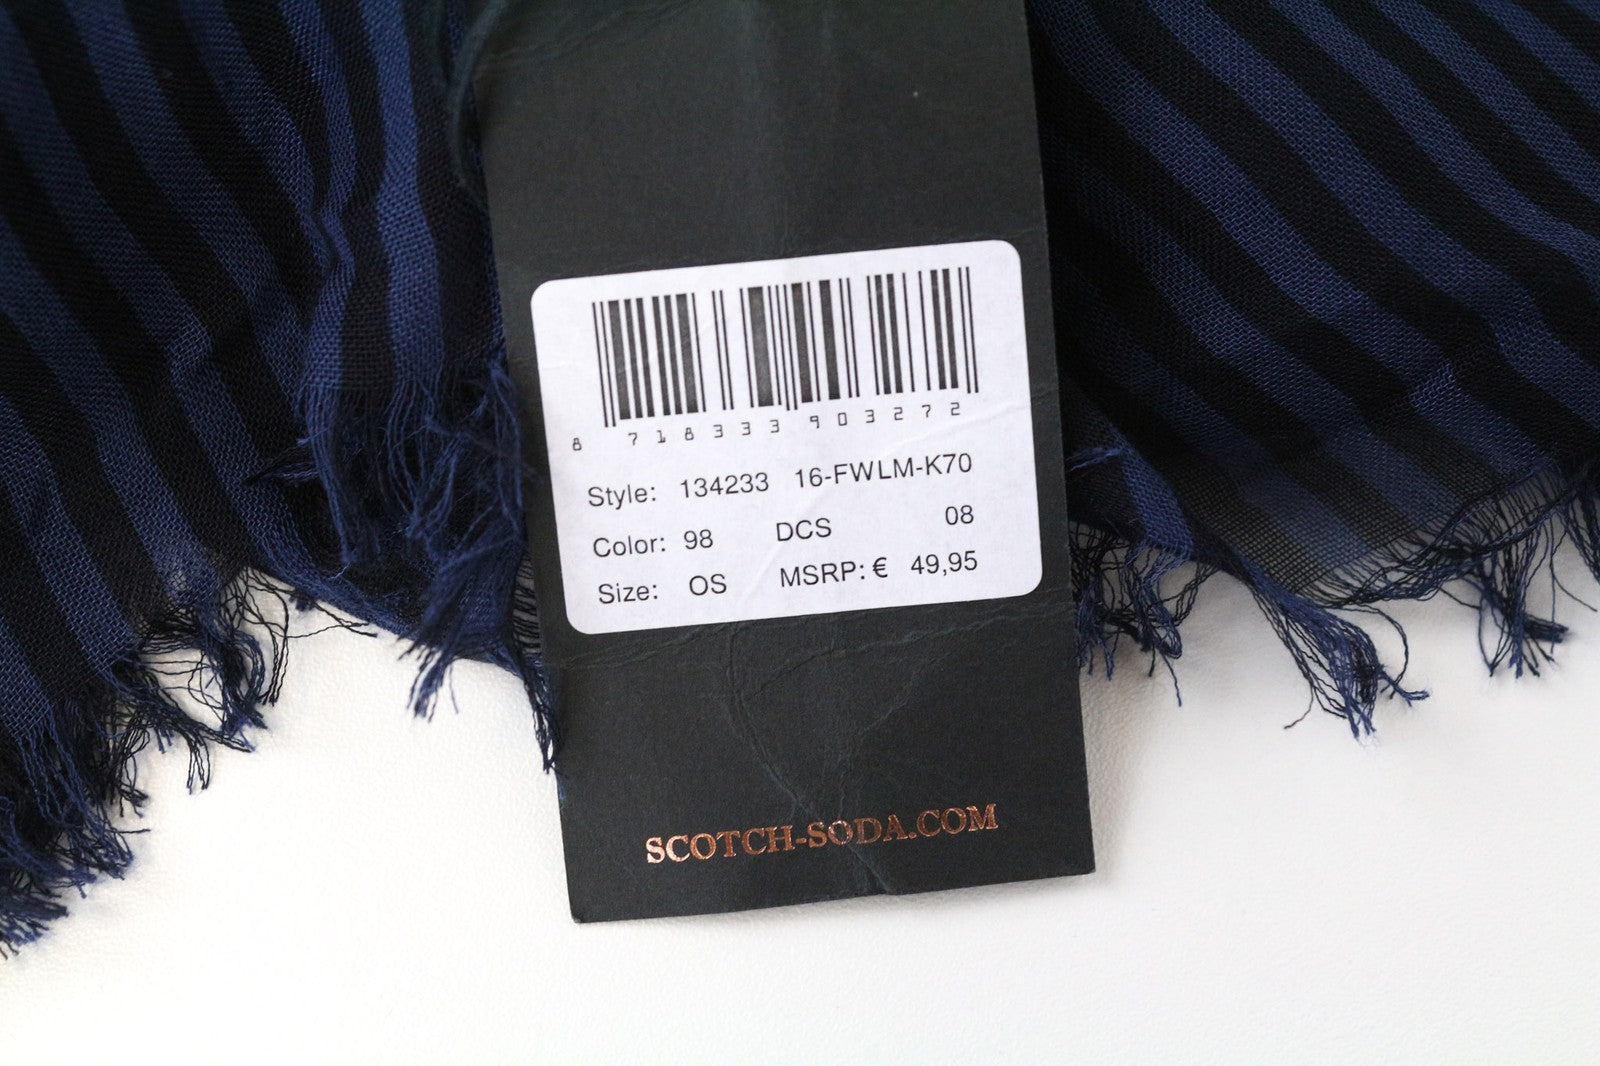 8 718333 903272
Style: 134233 16-FWLM-K70
Color: 98 DCS 08
Size: OS MSRP: € 49,95
SCOTCH-SODA.COM